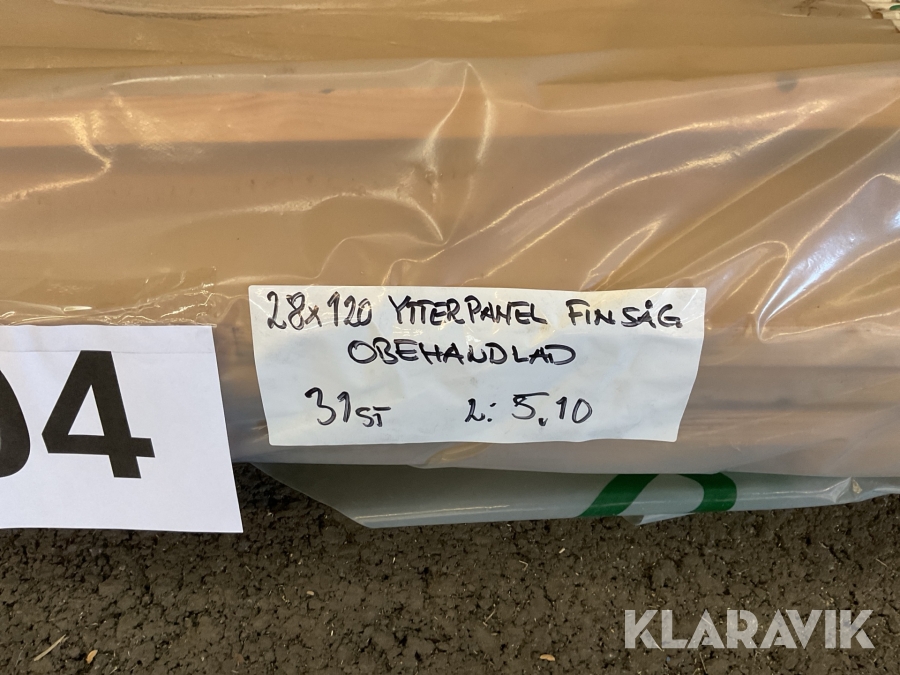 28x120 YTTERPANEL FINSÅG
OBEHANDLAD
31ST L: 5,10
04
KLARAVIK